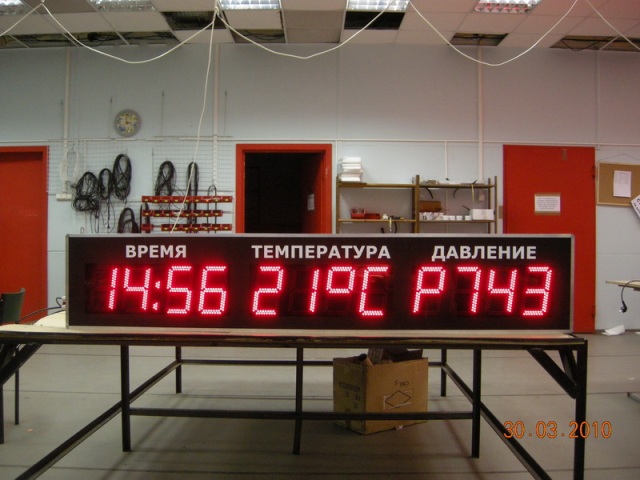 ВРЕМЯ ТЕМПЕРАТУРА ДАВЛЕНИЕ
14:56 21°C P743
30.03.2010